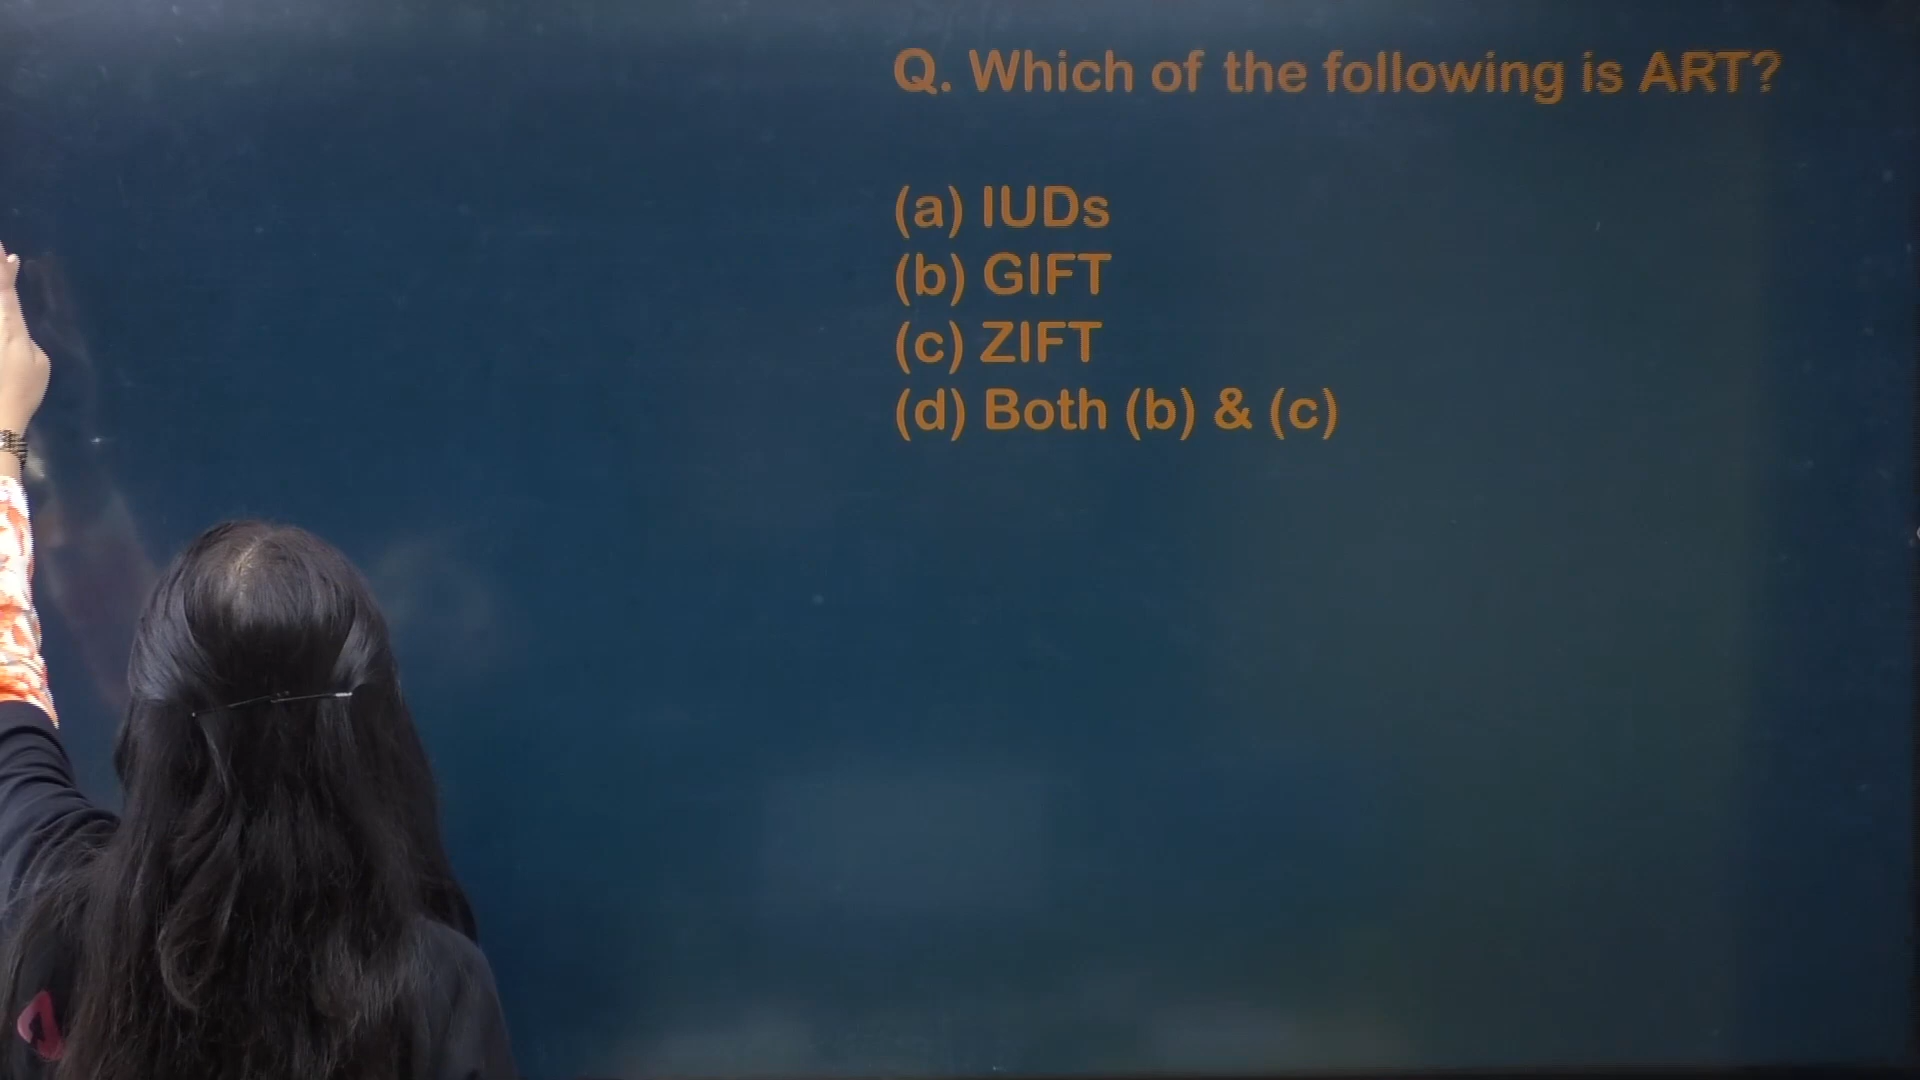 Q. Which of the following is ART?
(a) IUDs
(b) GIFT
(c) ZIFT
(d) Both (b) & (c)